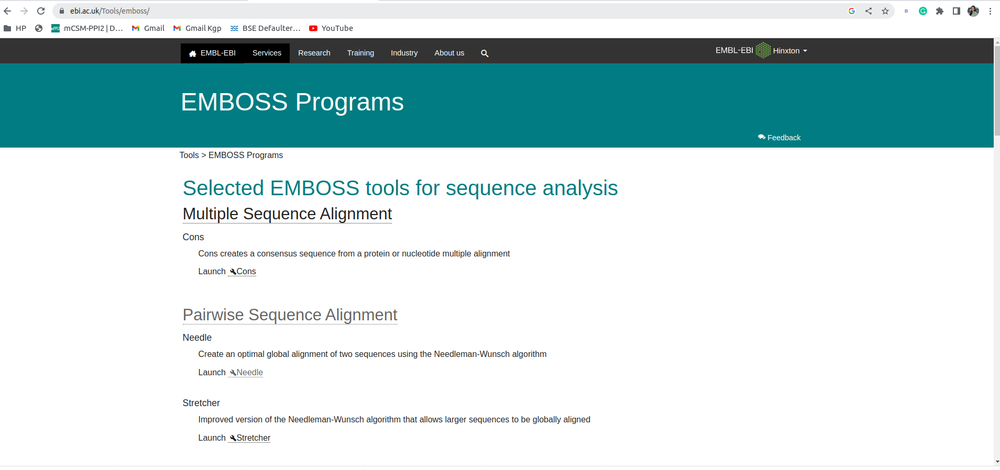 ebi.ac.uk/Tools/emboss/
HP mCSM-PPI2 | D... Gmail Gmail Kgp BSE Defaulter... YouTube
EMBL-EBI Services Research Training Industry About us EMBL-EBI Hinxton
EMBOSS Programs
Feedback
Tools > EMBOSS Programs
Selected EMBOSS tools for sequence analysis
Multiple Sequence Alignment
Cons
Cons creates a consensus sequence from a protein or nucleotide multiple alignment
Launch Cons
Pairwise Sequence Alignment
Needle
Create an optimal global alignment of two sequences using the Needleman-Wunsch algorithm
Launch Needle
Stretcher
Improved version of the Needleman-Wunsch algorithm that allows larger sequences to be globally aligned
Launch Stretcher